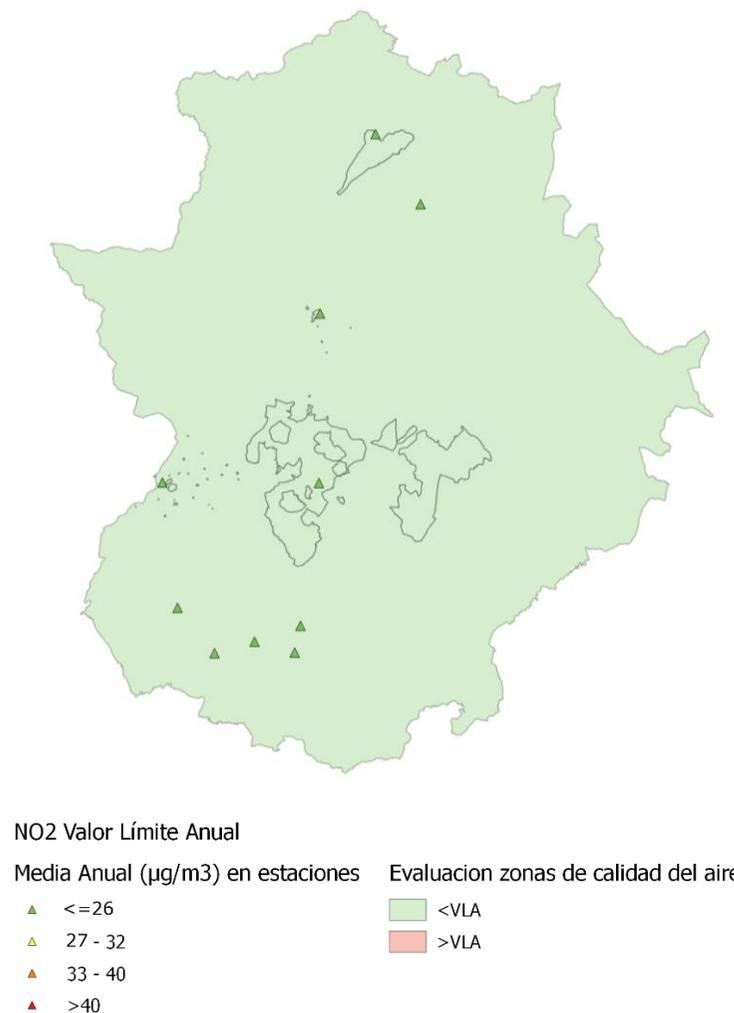 NO2 Valor Límite Anual
Media Anual (µg/m3) en estaciones
<=26
27 - 32
33 - 40
>40
Evaluacion zonas de calidad del aire
<VLA
>VLA